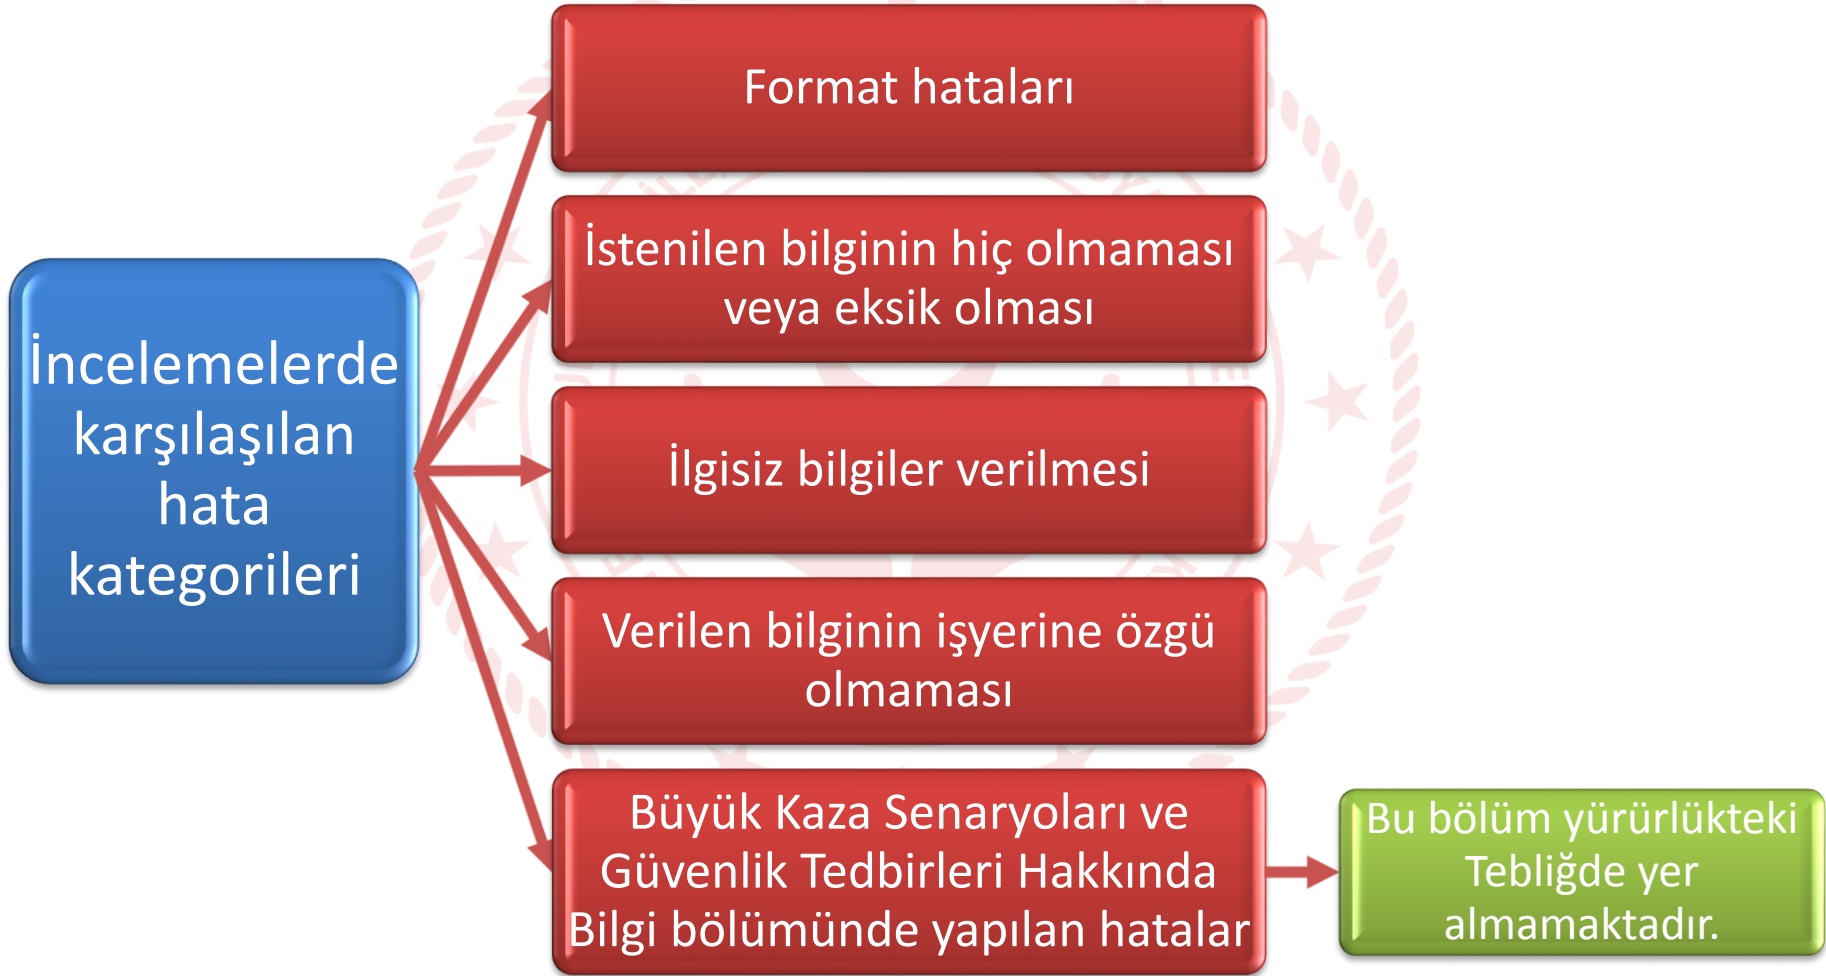 Format hataları
İstenilen bilginin hiç olmaması
veya eksik olması
İncelemelerde
karşılaşılan
hata
kategorileri
İlgisiz bilgiler verilmesi
Verilen bilginin işyerine özgü
olmaması
Büyük Kaza Senaryoları ve
Güvenlik Tedbirleri Hakkında
Bilgi bölümünde yapılan hatalar
Bu bölüm yürürlükteki
Tebliğde yer
almamaktadır.